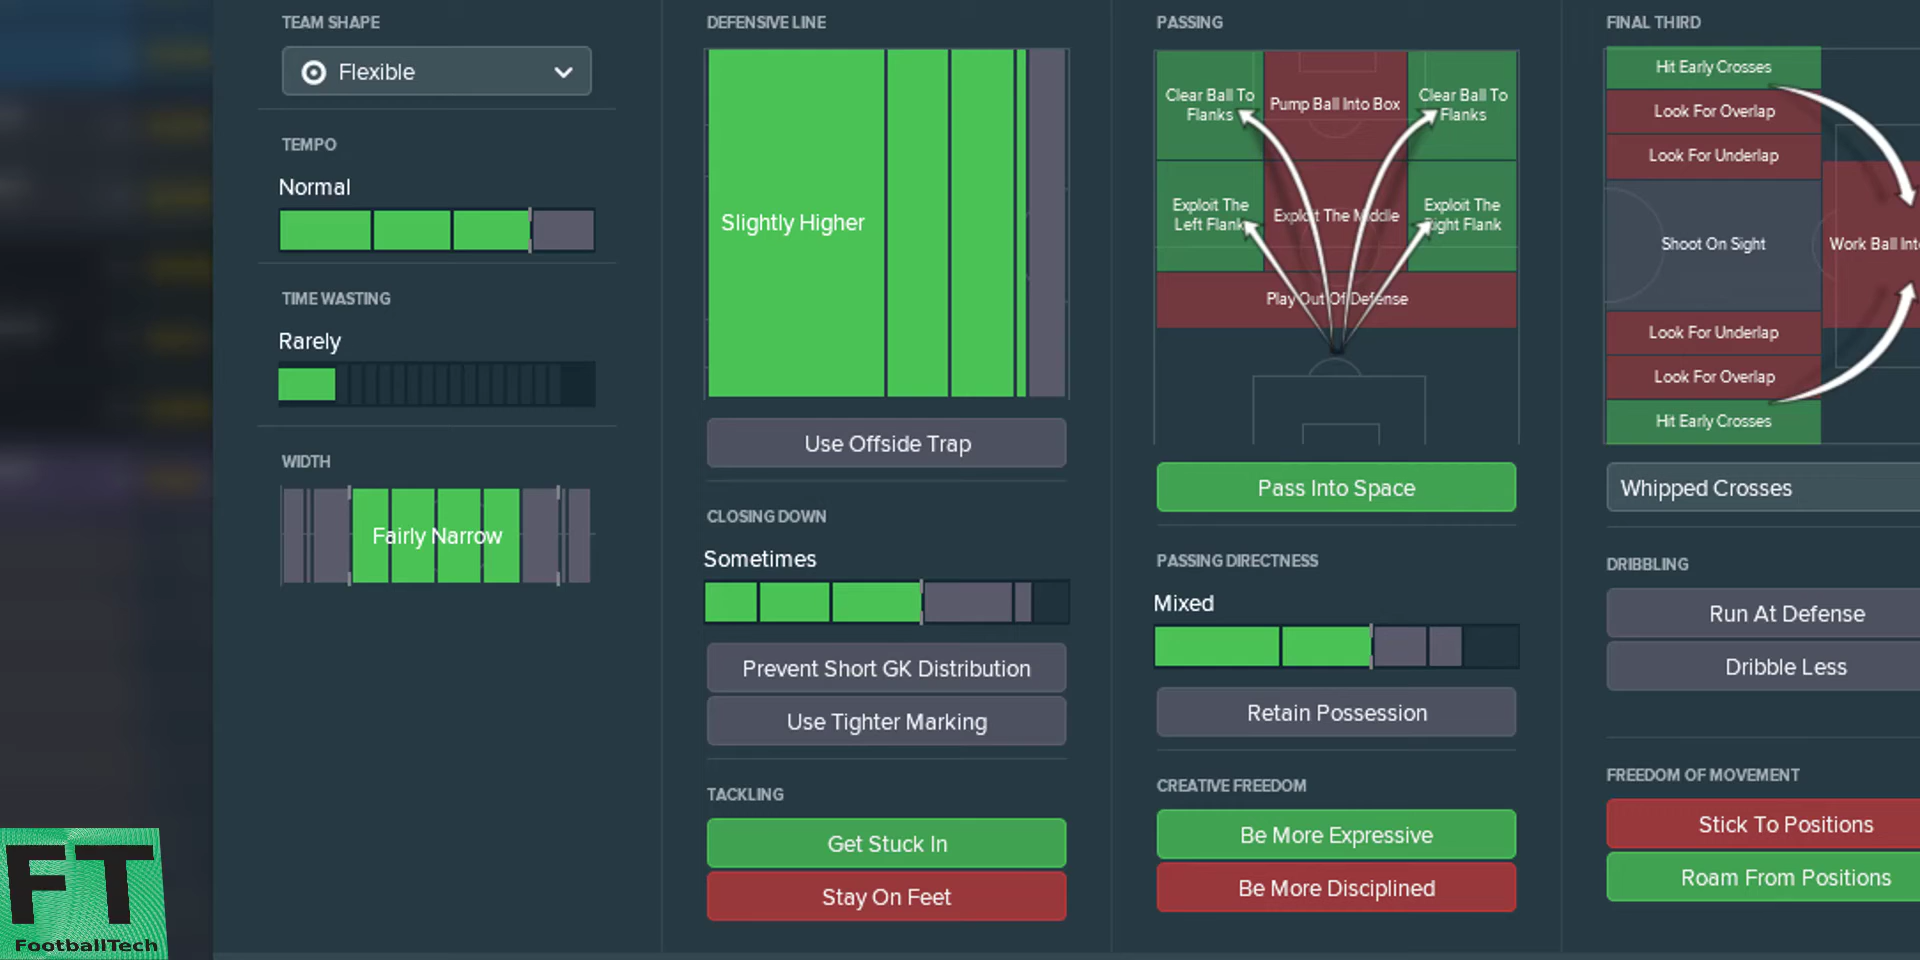 TEAM SHAPE
Flexible
TEMPO
Normal
TIME WASTING
Rarely
WIDTH
Fairly Narrow
DEFENSIVE LINE
Slightly Higher
Use Offside Trap
CLOSING DOWN
Sometimes
Prevent Short GK Distribution
Use Tighter Marking
TACKLING
Get Stuck In
Stay On Feet
PASSING
Clear Ball To
Flanks
Pump Ball Into Box
Clear Ball To
Flanks
Exploit The
Left Flank
Exploit The Middle
Exploit The
Right Flank
Play Out Of Defense
Pass Into Space
PASSING DIRECTNESS
Mixed
Retain Possession
CREATIVE FREEDOM
Be More Expressive
Be More Disciplined
FINAL THIRD
Hit Early Crosses
Look For Overlap
Look For Underlap
Shoot On Sight
Work Ball Into
Look For Underlap
Look For Overlap
Hit Early Crosses
Whipped Crosses
DRIBBLING
Run At Defense
Dribble Less
FREEDOM OF MOVEMENT
Stick To Positions
Roam From Positions
FT
FootballTech